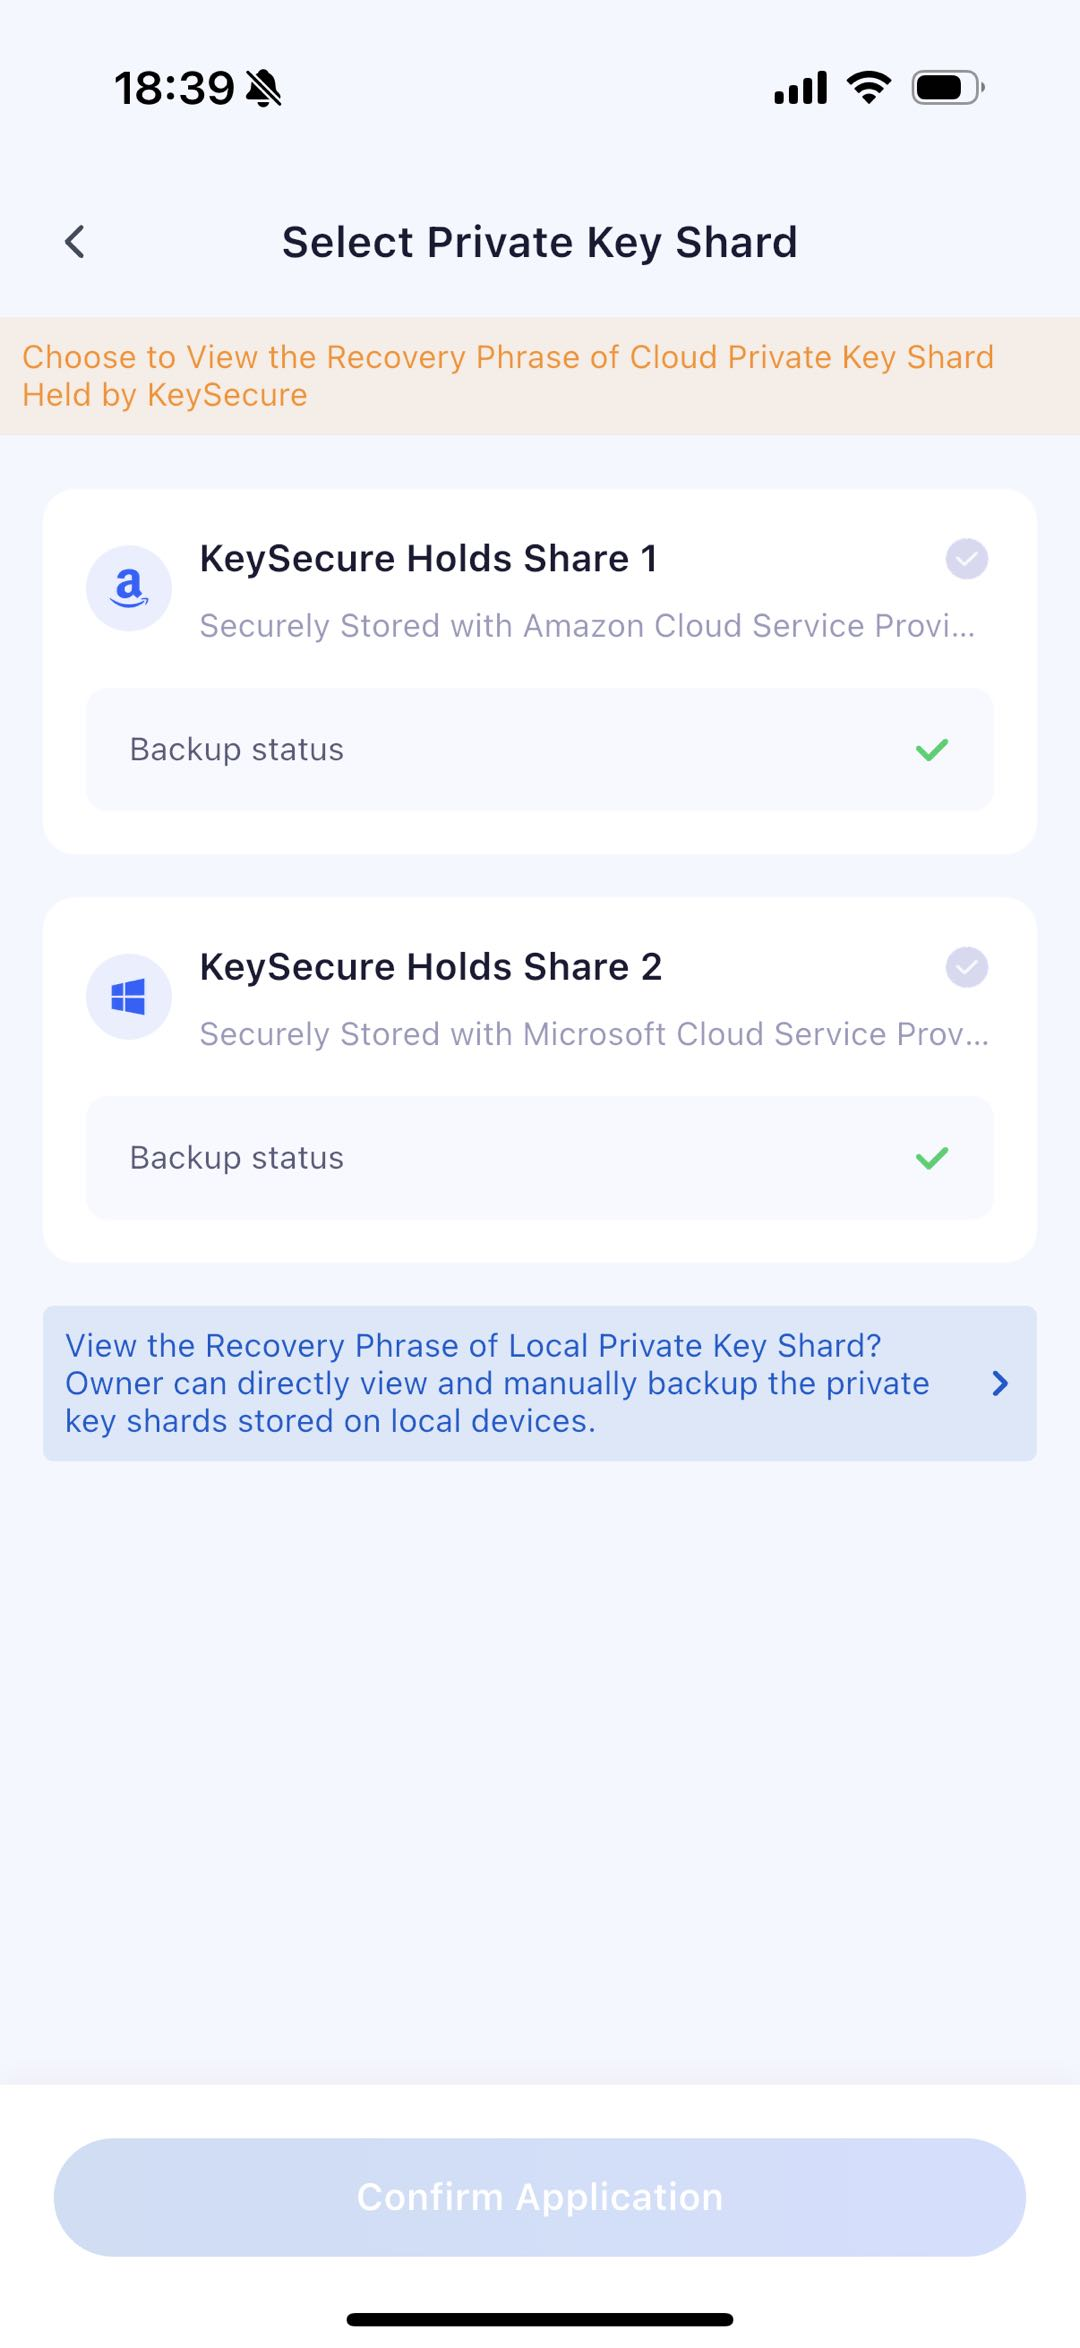 18:39
Select Private Key Shard
Choose to View the Recovery Phrase of Cloud Private Key Shard
Held by KeySecure
KeySecure Holds Share 1
Securely Stored with Amazon Cloud Service Provi...
Backup status
KeySecure Holds Share 2
Securely Stored with Microsoft Cloud Service Prov...
Backup status
View the Recovery Phrase of Local Private Key Shard?
Owner can directly view and manually backup the private
key shards stored on local devices.
Confirm Application